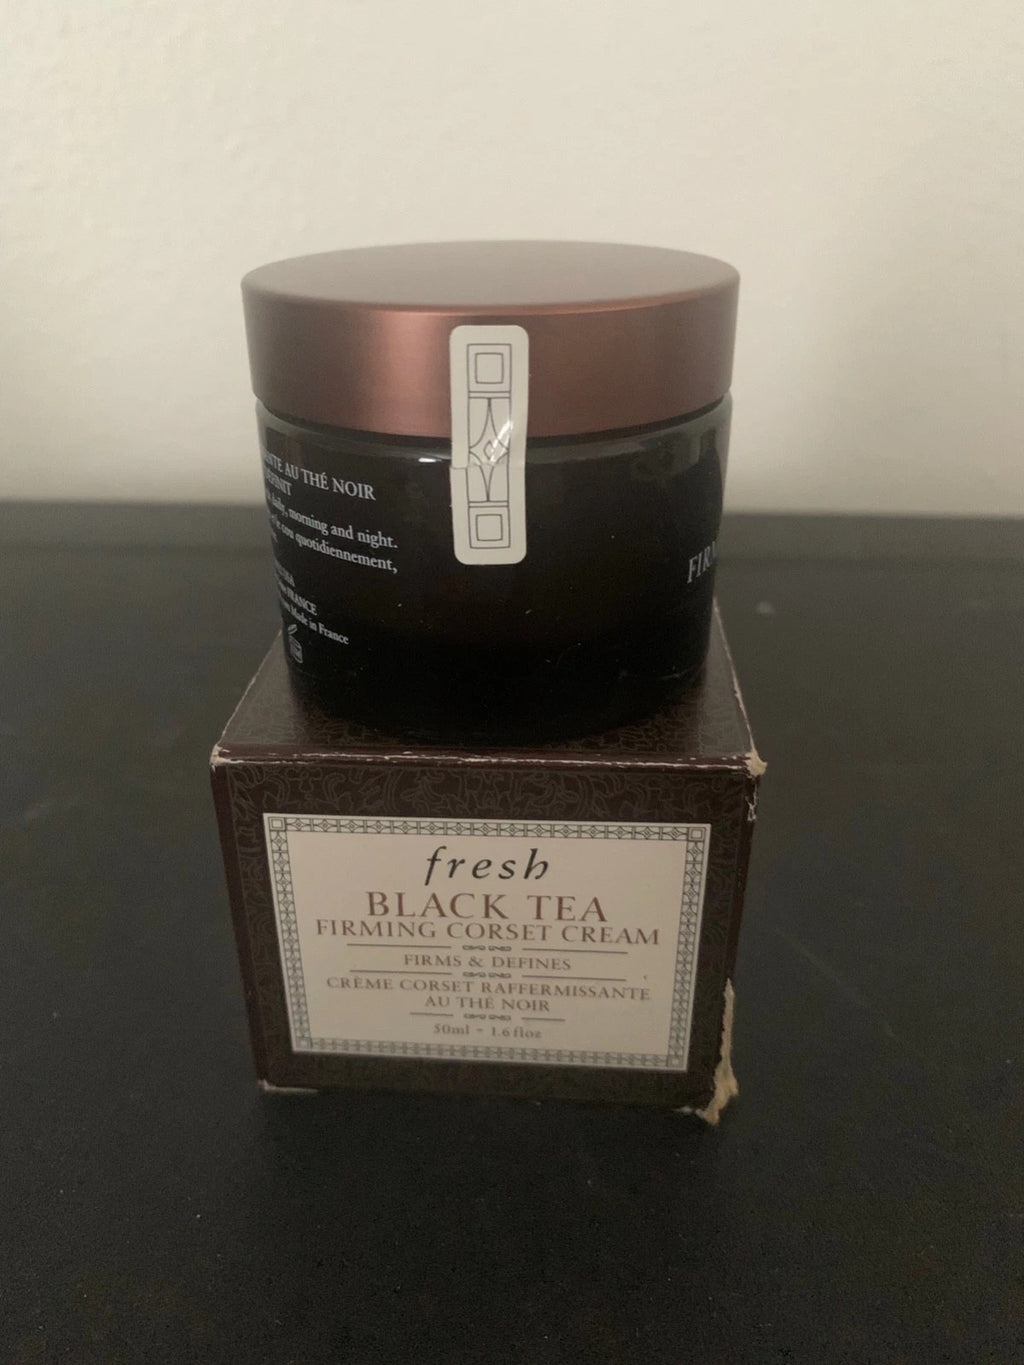 AU THÉ NOIR
daily, morning and night.
cou quotidiennement,
FRANCE
Made in France
fresh
BLACK TEA
FIRMING CORSET CREAM
FIRMS & DEFINES
CRÈME CORSET RAFFERMISSANTE
AU THÉ NOIR
50ml - 1.6 fl oz